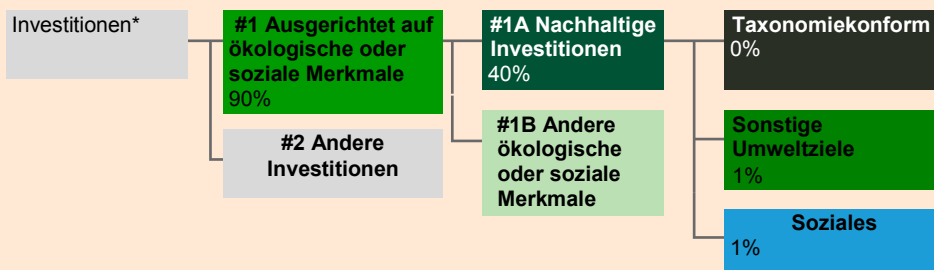 Investitionen*
#1 Ausgerichtet auf
ökologische oder
soziale Merkmale
90%
#2 Andere
Investitionen
#1A Nachhaltige
Investitionen
40%
#1B Andere
ökologische
oder soziale
Merkmale
Taxonomiekonform
0%
Sonstige
Umweltziele
1%
Soziales
1%